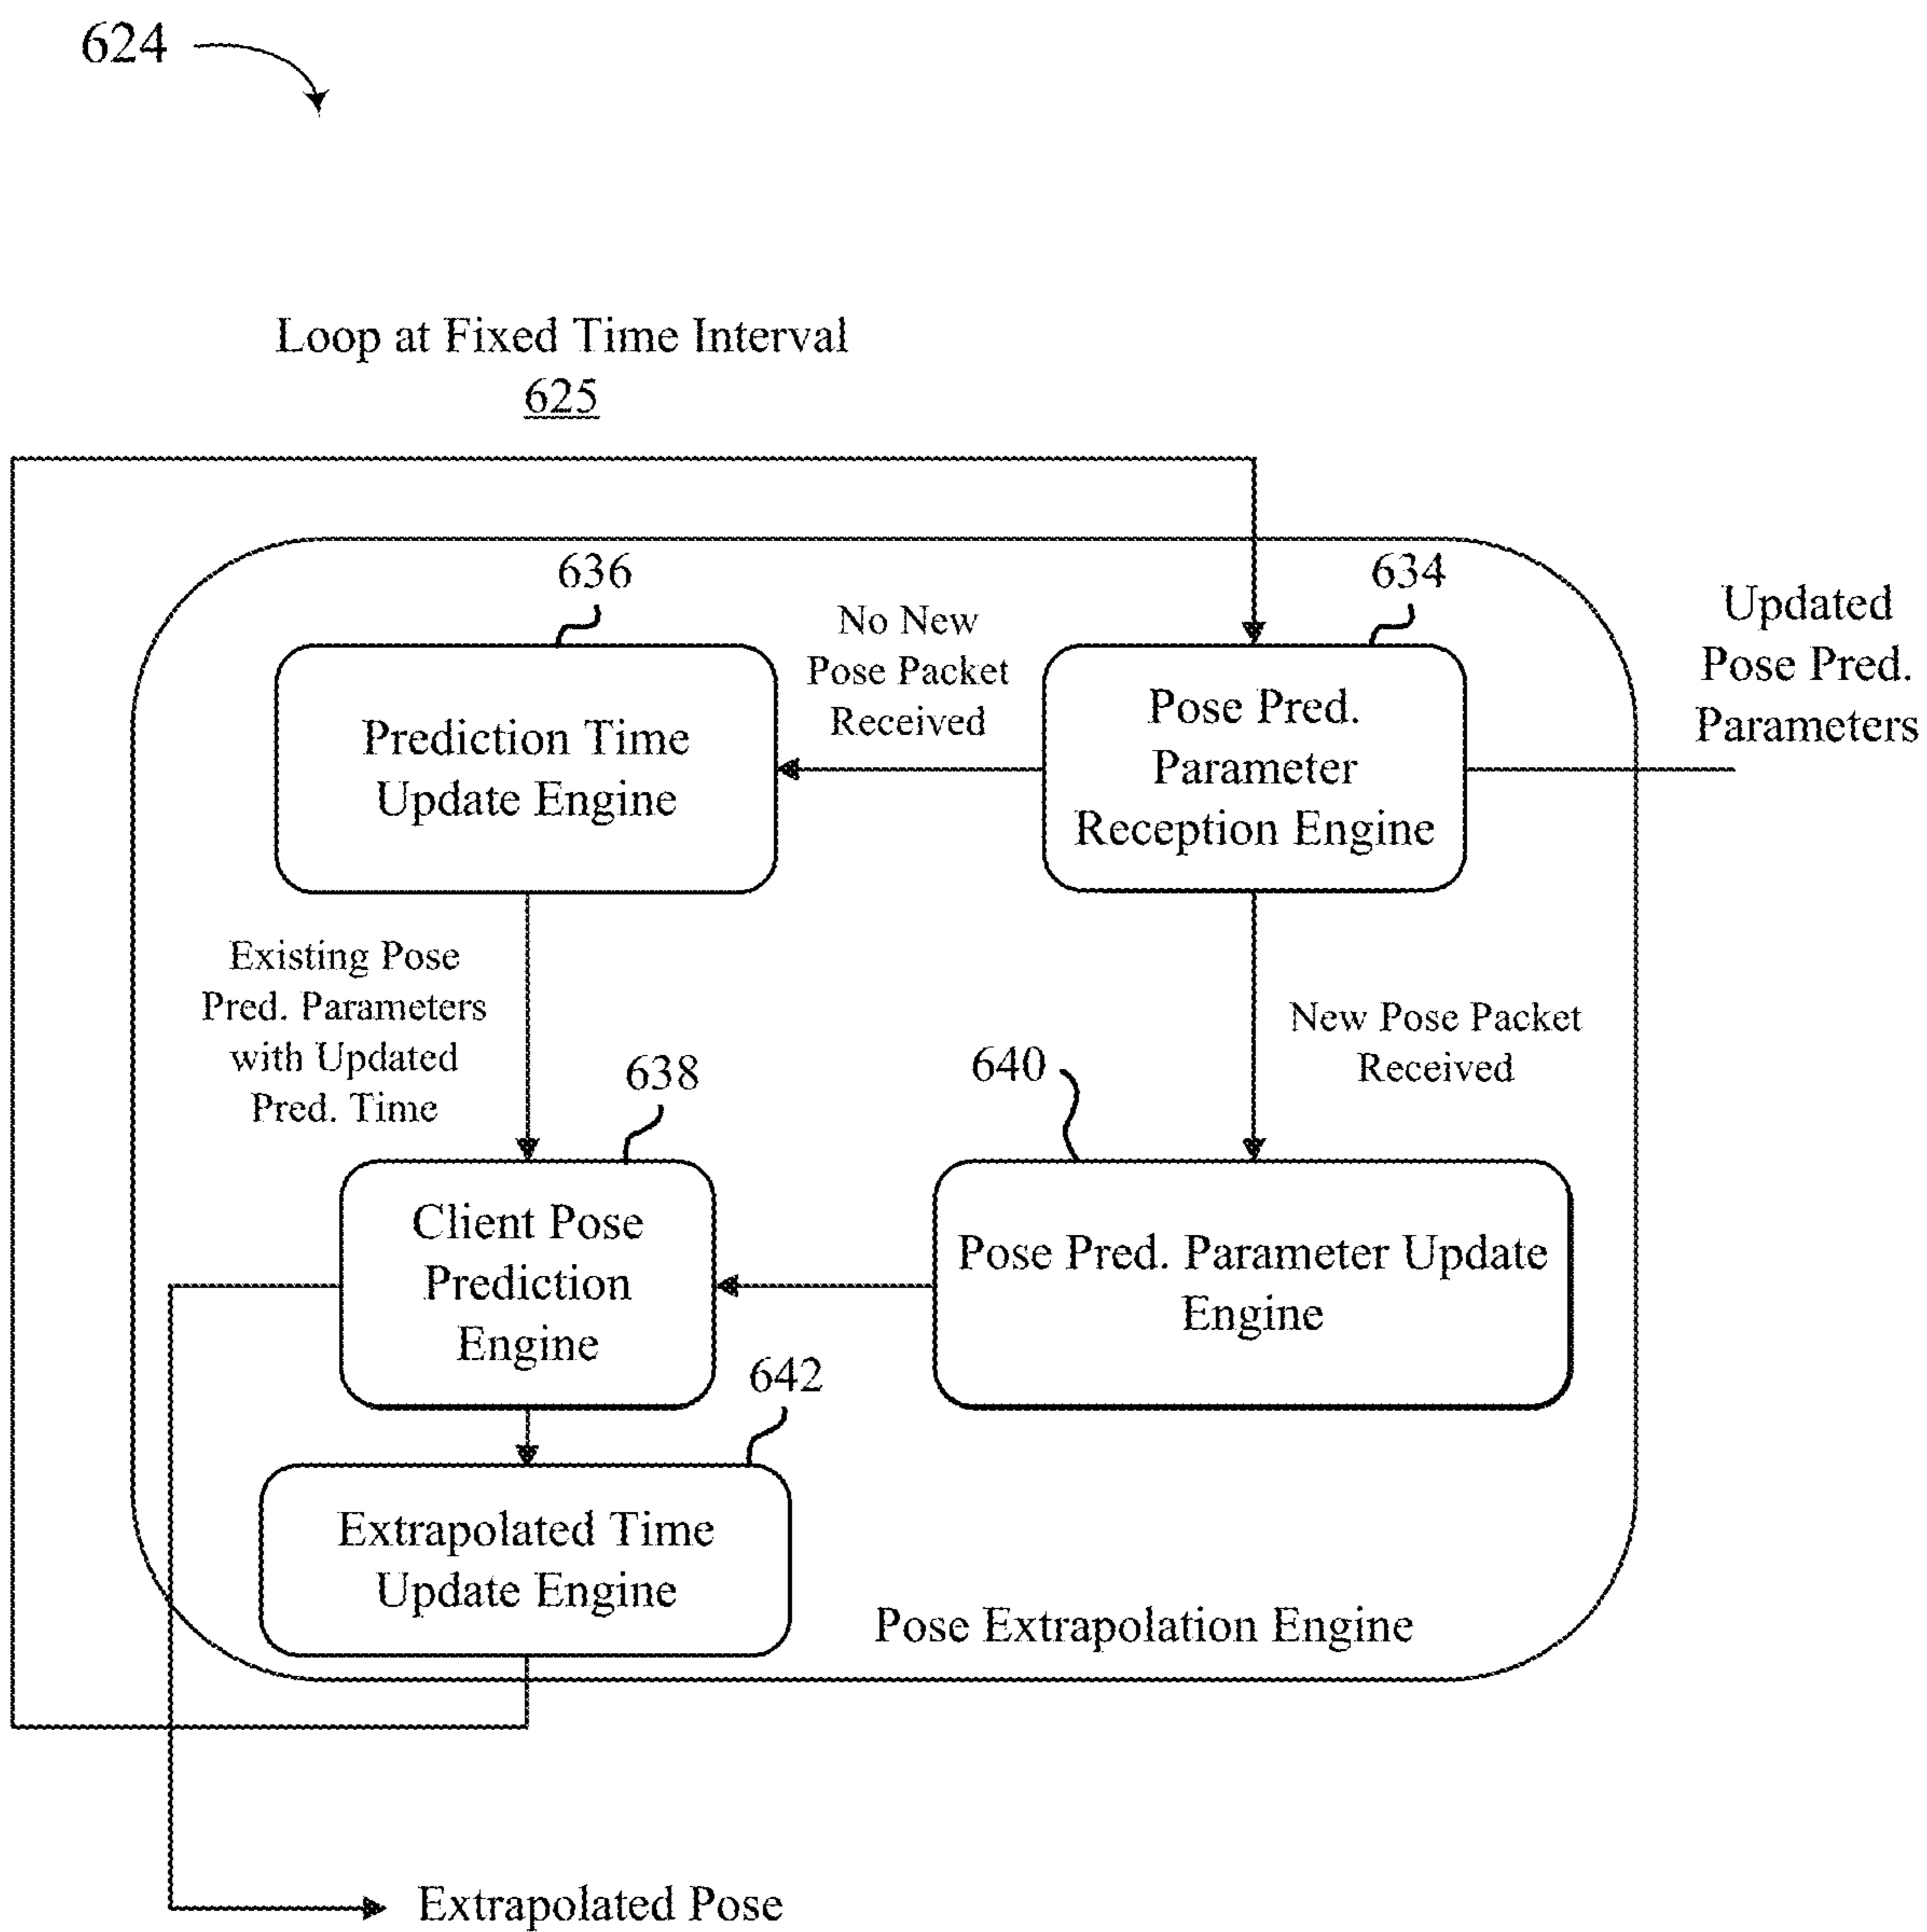 624
Loop at Fixed Time Interval
625
636
634
No New
Pose Packet
Received
Updated
Pose Pred.
Parameters
Prediction Time
Update Engine
Pose Pred.
Parameter
Reception Engine
Existing Pose
Pred. Parameters
with Updated
Pred. Time
New Pose Packet
Received
638
640
Client Pose
Prediction
Engine
Pose Pred. Parameter Update
Engine
642
Extrapolated Time
Update Engine
Pose Extrapolation Engine
Extrapolated Pose